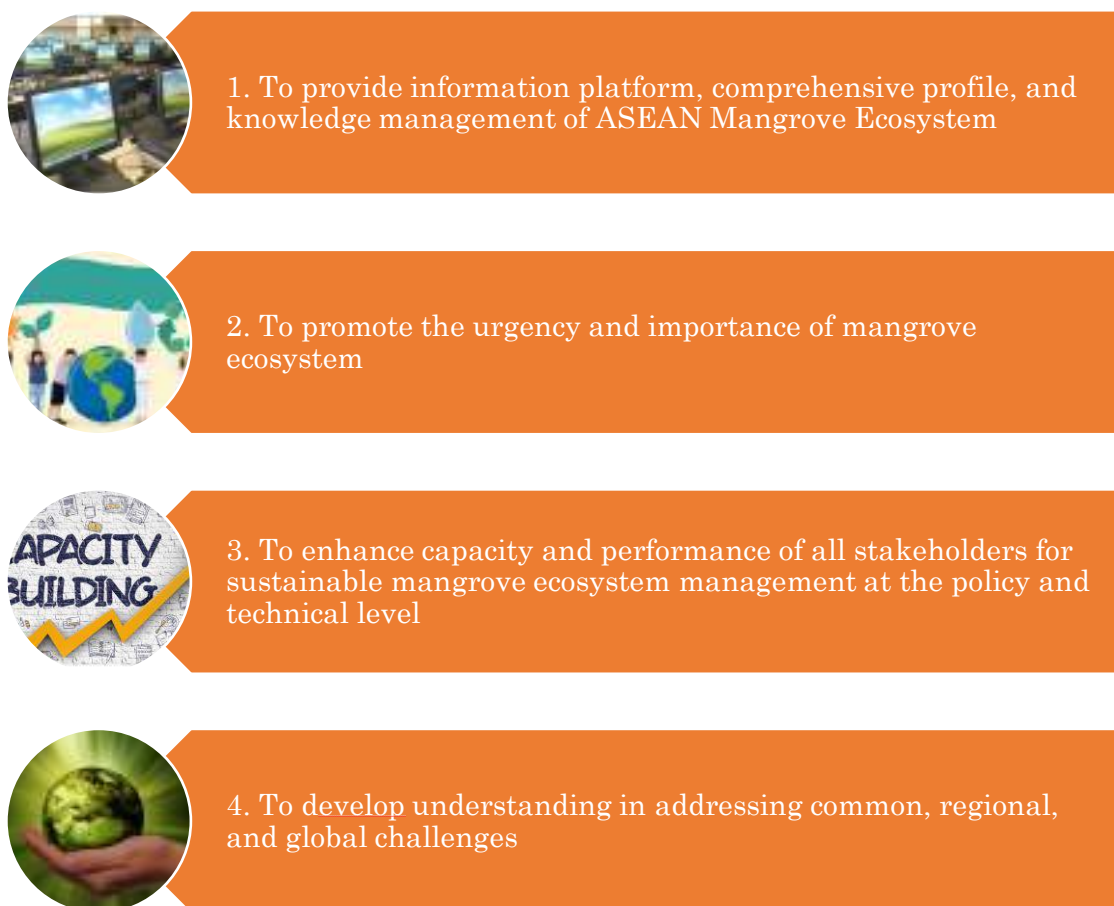 1. To provide information platform, comprehensive profile, and
knowledge management of ASEAN Mangrove Ecosystem
2. To promote the urgency and importance of mangrove
ecosystem
APACITY
BUILDING
3. To enhance capacity and performance of all stakeholders for
sustainable mangrove ecosystem management at the policy and
technical level
4. To develop understanding in addressing common, regional,
and global challenges